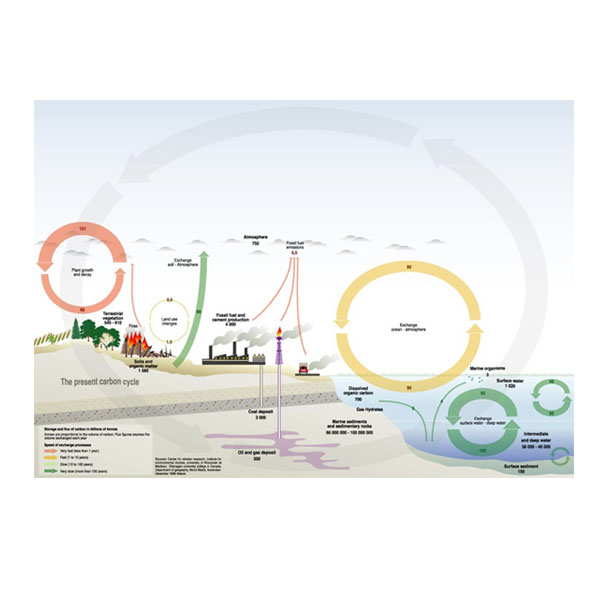 121
Atmosphere
750
Fossil fuel
emissions
5,5
Exchange
soil - Atmosphere
Plant growth
and decay
92
60
60
0,5
Land use
changes
1,5
Exchange
ocean - atmosphere
90
Terrestrial
vegetation
540 - 610
Fires
Fossil fuel and
cement production
4 000
Soils and
organic matter
1 580
The present carbon cycle
Coal deposit
3 000
Oil and gas deposit
300
Dissolved
organic carbon
700
Gas Hydrates
Marine sediments
and sedimentary rocks
66 000 000 - 100 000 000
Marine organisms
3
Surface water
1 020
50
Exchange
surface water - deep water
100
Intermediate
and deep water
38 000 - 40 000
Surface sediment
150
Storage and flux of carbon in billions of tonnes
Arrows are proportional to the volume of carbon. Flux figures express the
volume exchanged each year
Speed of exchange processes
Very fast (less than 1 year)
Fast (1 to 10 years)
Slow (10 to 100 years)
Very slow (more than 100 years)
Sources: Center for climatic research, Institute for
environmental studies, university of Wisconsin at
Madison; Okanagan university college in Canada,
Department of geography; World Watch, November-
December 1998; Nature.